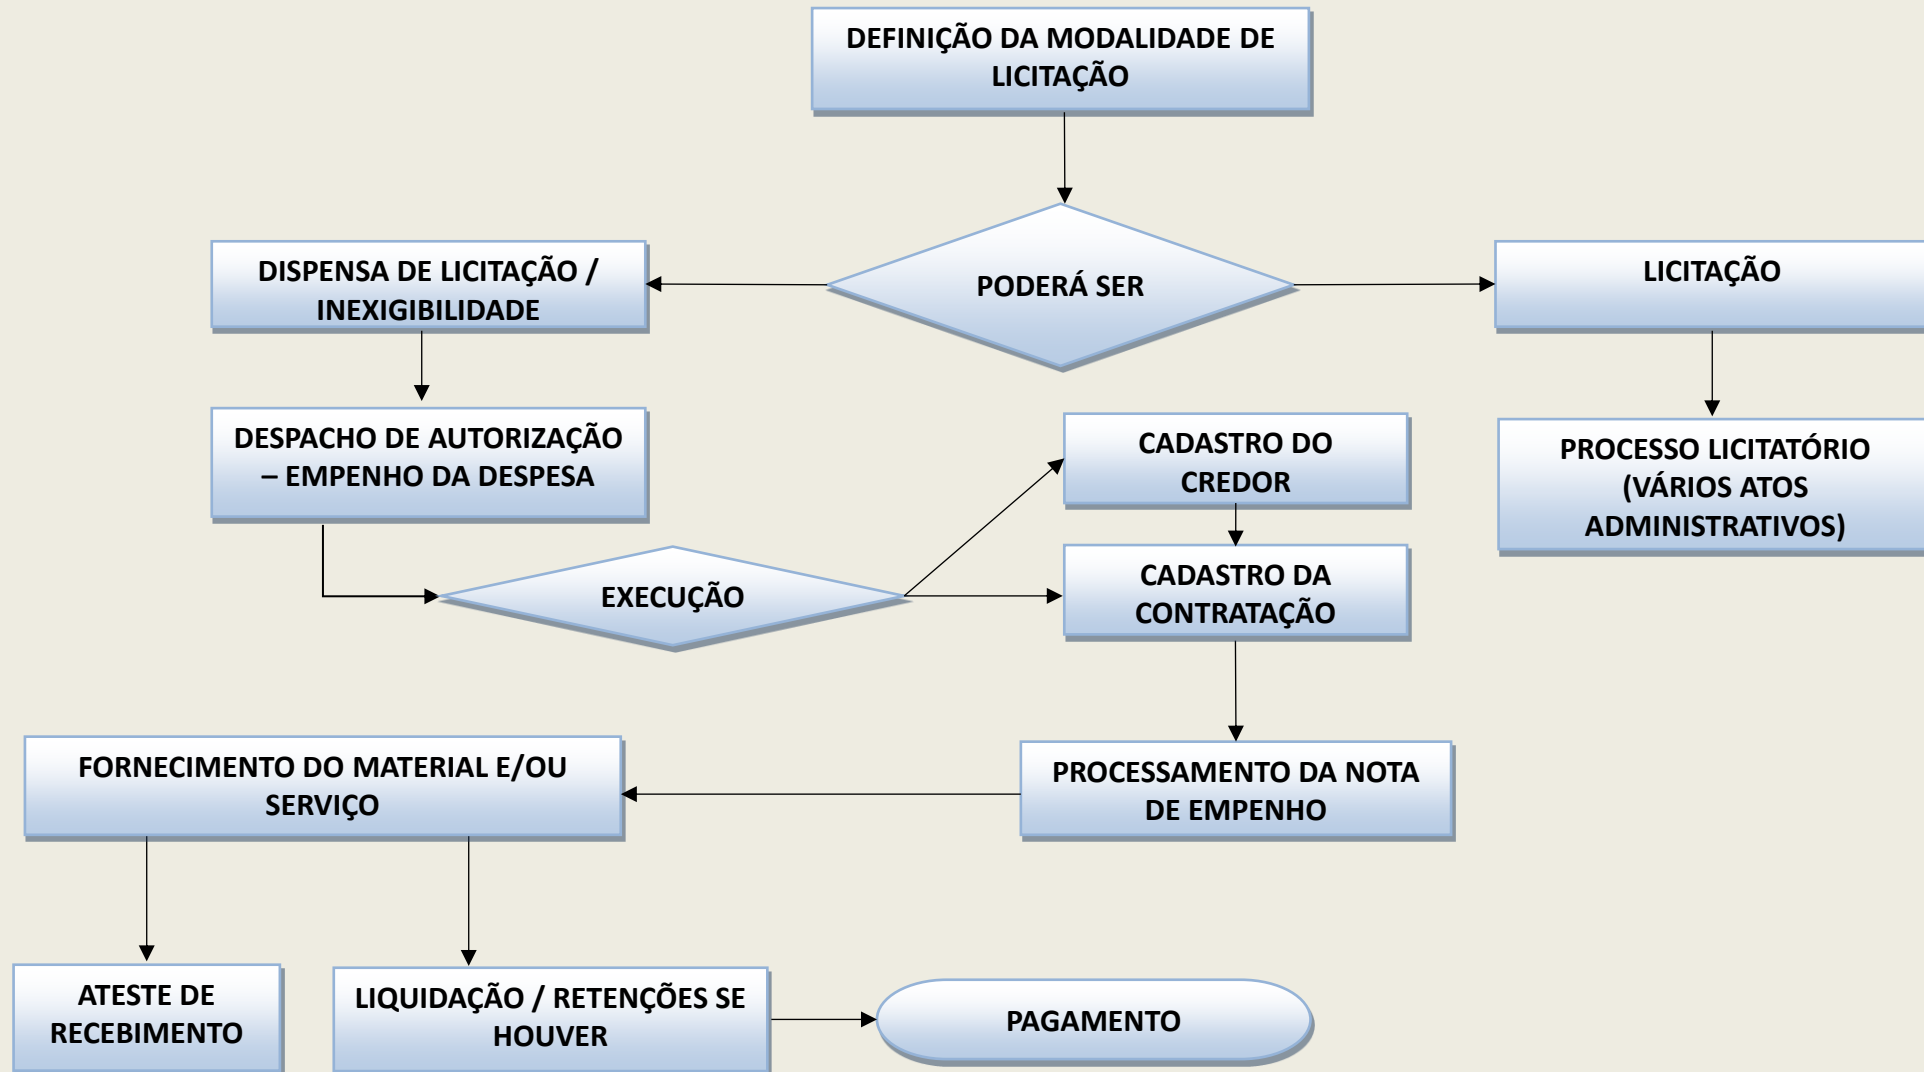 DEFINIÇÃO DA MODALIDADE DE
LICITAÇÃO
DISPENSA DE LICITAÇÃO /
INEXIGIBILIDADE
PODERÁ SER
LICITAÇÃO
DESPACHO DE AUTORIZAÇÃO
– EMPENHO DA DESPESA
CADASTRO DO
CREDOR
PROCESSO LICITATÓRIO
(VÁRIOS ATOS
ADMINISTRATIVOS)
EXECUÇÃO
CADASTRO DA
CONTRATAÇÃO
FORNECIMENTO DO MATERIAL E/OU
SERVIÇO
PROCESSAMENTO DA NOTA
DE EMPENHO
ATESTE DE
RECEBIMENTO
LIQUIDAÇÃO / RETENÇÕES SE
HOUVER
PAGAMENTO